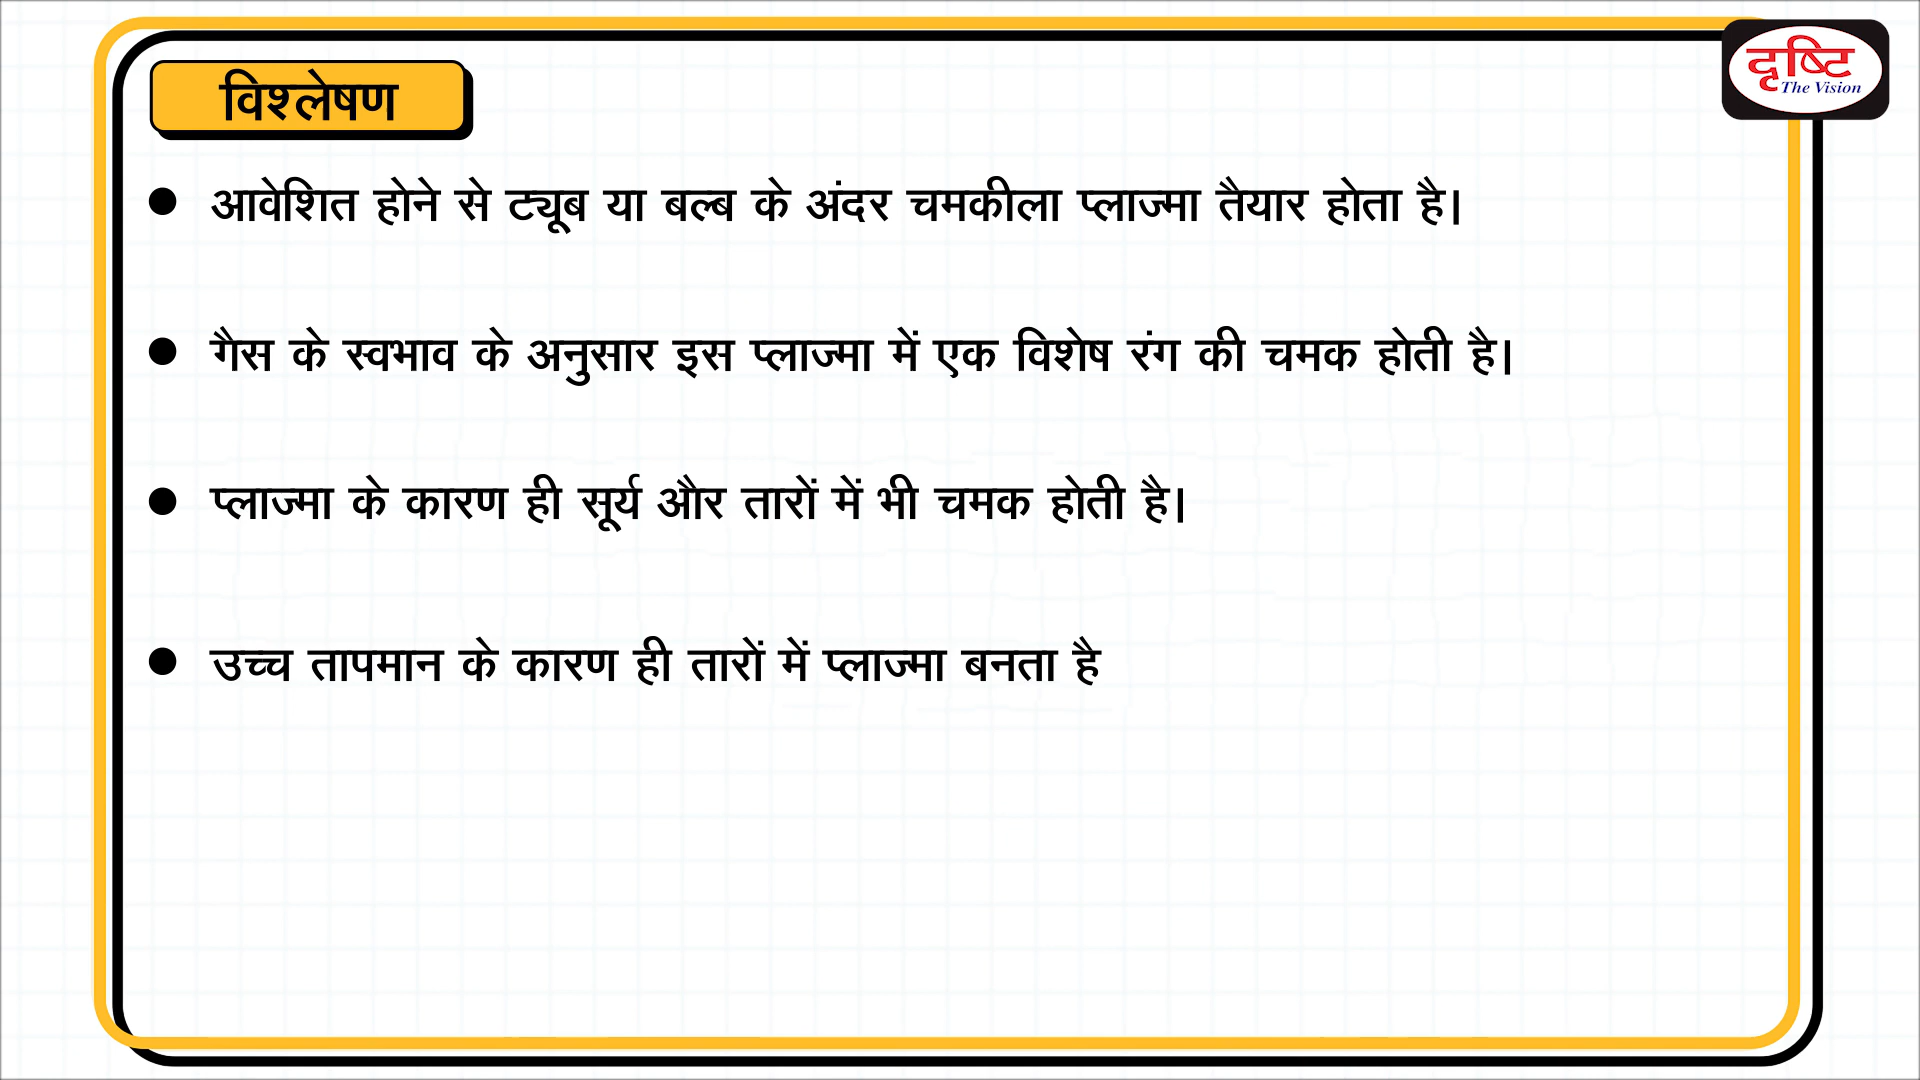 विश्लेषण
दृष्टि
The Vision
आवेशित होने से ट्यूब या बल्ब के अंदर चमकीला प्लाज्मा तैयार होता है।
गैस के स्वभाव के अनुसार इस प्लाज्मा में एक विशेष रंग की चमक होती है।
प्लाज्मा के कारण ही सूर्य और तारों में भी चमक होती है।
उच्च तापमान के कारण ही तारों में प्लाज्मा बनता है